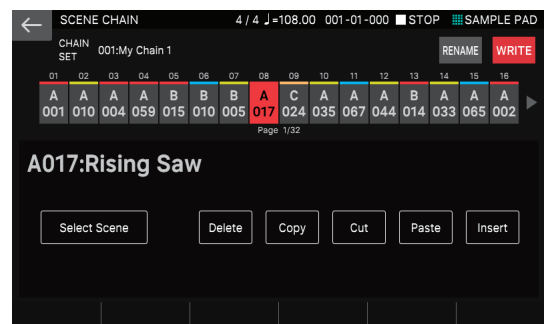 ← SCENE CHAIN 4 / 4 ♩=108.00 001-01-000 STOP SAMPLE PAD
CHAIN SET 001:My Chain 1 RENAME WRITE
01 02 03 04 05 06 07 08 09 10 11 12 13 14 15 16
A A A A B B B A C A A A B A A A
001 010 004 059 015 010 005 017 024 035 067 044 014 033 065 002
Page 1/32
A017:Rising Saw
Select Scene Delete Copy Cut Paste Insert